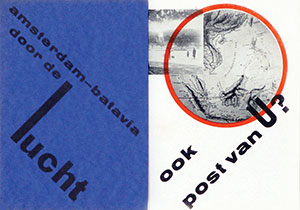 amsterdam-batavia
door de
lucht
ook
post van U?